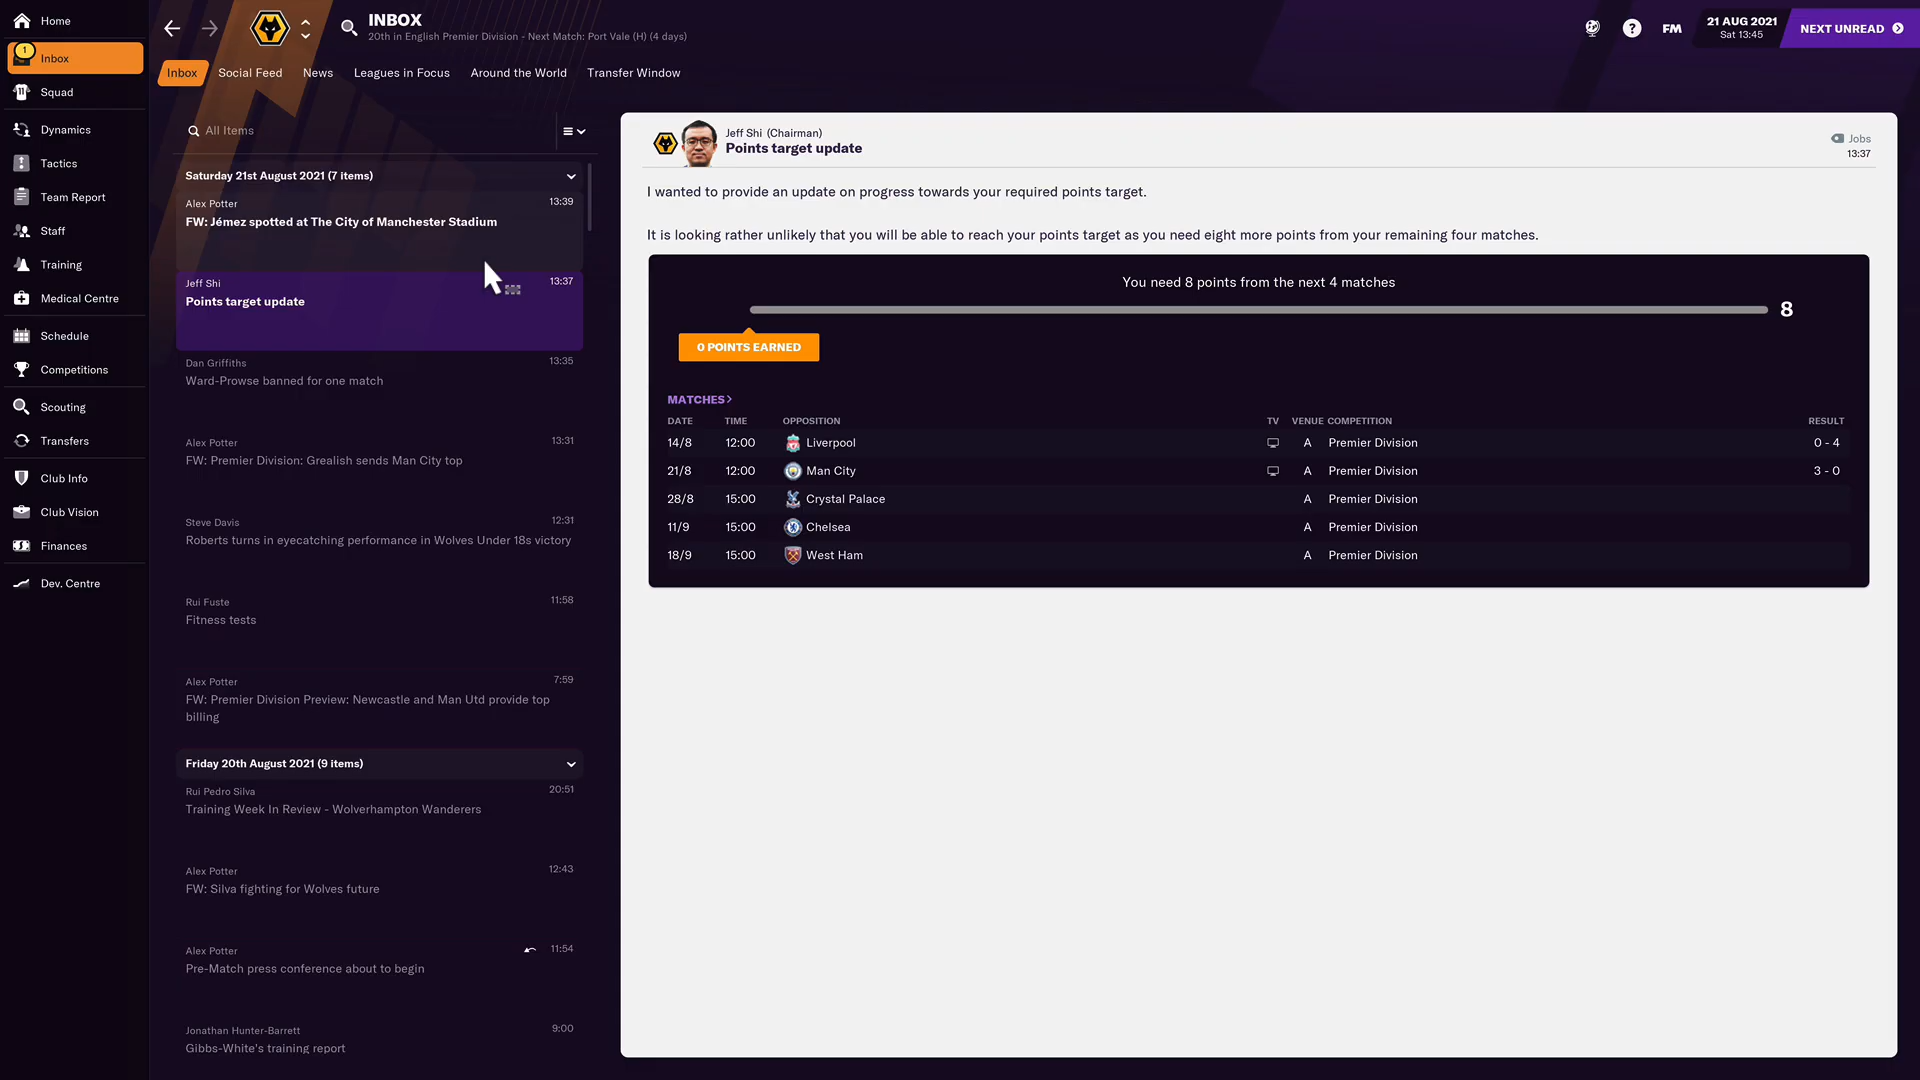 Home
1
Inbox
Squad
Dynamics
Tactics
Team Report
Staff
Training
Medical Centre
Schedule
Competitions
Scouting
Transfers
Club Info
Club Vision
Finances
Dev. Centre
INBOX
20th in English Premier Division - Next Match: Port Vale (H) (4 days)
?
FM
21 AUG 2021
Sat 13:45
NEXT UNREAD
Inbox
Social Feed
News
Leagues in Focus
Around the World
Transfer Window
All Items
Saturday 21st August 2021 (7 items)
Alex Potter 13:39
FW: Jémez spotted at The City of Manchester Stadium
Jeff Shi 13:37
Points target update
Dan Griffiths 13:35
Ward-Prowse banned for one match
Alex Potter 13:31
FW: Premier Division: Grealish sends Man City top
Steve Davis 12:31
Roberts turns in eyecatching performance in Wolves Under 18s victory
Rui Fuste 11:58
Fitness tests
Alex Potter 7:59
FW: Premier Division Preview: Newcastle and Man Utd provide top
billing
Friday 20th August 2021 (9 items)
Rui Pedro Silva 20:51
Training Week In Review - Wolverhampton Wanderers
Alex Potter 12:43
FW: Silva fighting for Wolves future
Alex Potter 11:54
Pre-Match press conference about to begin
Jonathan Hunter-Barrett 9:00
Gibbs-White's training report
Jeff Shi (Chairman)
Points target update
Jobs
13:37
I wanted to provide an update on progress towards your required points target.
It is looking rather unlikely that you will be able to reach your points target as you need eight more points from your remaining four matches.
You need 8 points from the next 4 matches
8
0 POINTS EARNED
MATCHES>
DATE TIME OPPOSITION TV VENUE COMPETITION RESULT
14/8 12:00 Liverpool A Premier Division 0 - 4
21/8 12:00 Man City A Premier Division 3 - 0
28/8 15:00 Crystal Palace A Premier Division
11/9 15:00 Chelsea A Premier Division
18/9 15:00 West Ham A Premier Division